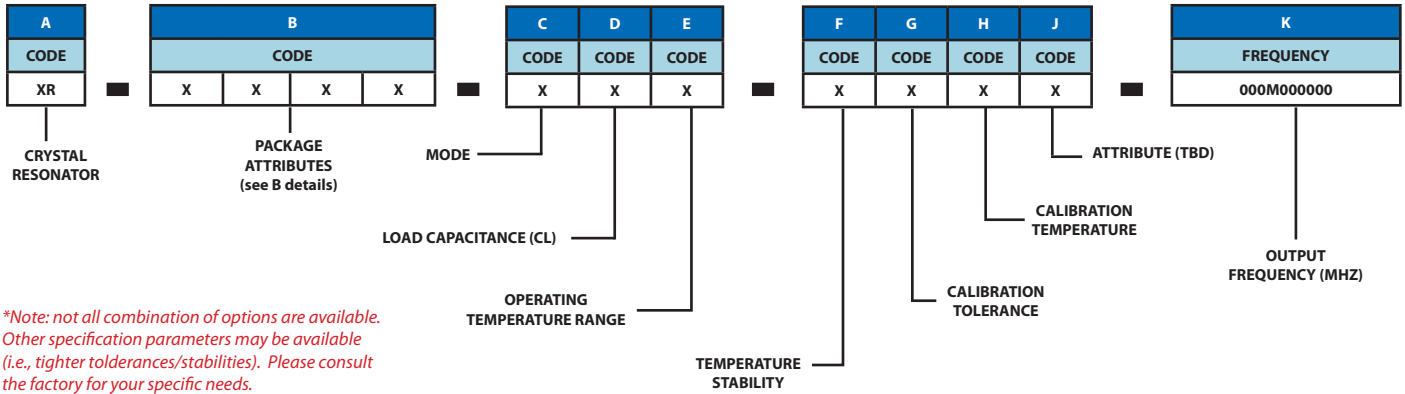 A B C D E F G H J K
CODE CODE CODE CODE CODE CODE CODE CODE CODE FREQUENCY
XR X X X X X X X X X X X 000M000000
CRYSTAL
RESONATOR
PACKAGE
ATTRIBUTES
(see B details)
MODE
LOAD CAPACITANCE (CL)
OPERATING
TEMPERATURE RANGE
TEMPERATURE
STABILITY
CALIBRATION
TOLERANCE
CALIBRATION
TEMPERATURE
ATTRIBUTE (TBD)
OUTPUT
FREQUENCY (MHZ)
*Note: not all combination of options are available.
Other specification parameters may be available
(i.e., tighter tolderances/stabilities). Please consult
the factory for your specific needs.